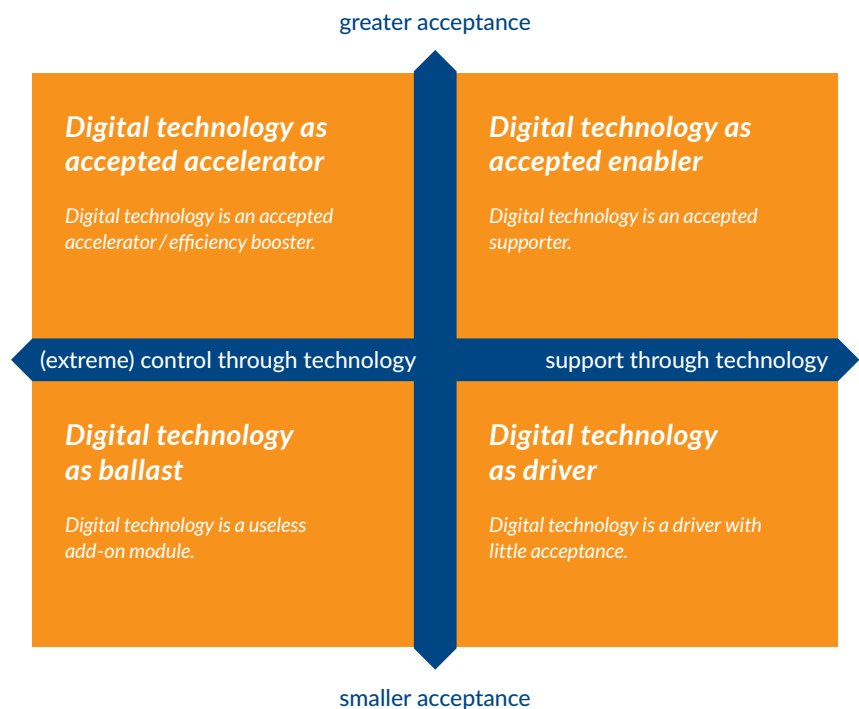 greater acceptance
Digital technology as
accepted accelerator
Digital technology is an accepted
accelerator / efficiency booster.
Digital technology as
accepted enabler
Digital technology is an accepted
supporter.
(extreme) control through technology
support through technology
Digital technology
as ballast
Digital technology is a useless
add-on module.
Digital technology
as driver
Digital technology is a driver with
little acceptance.
smaller acceptance